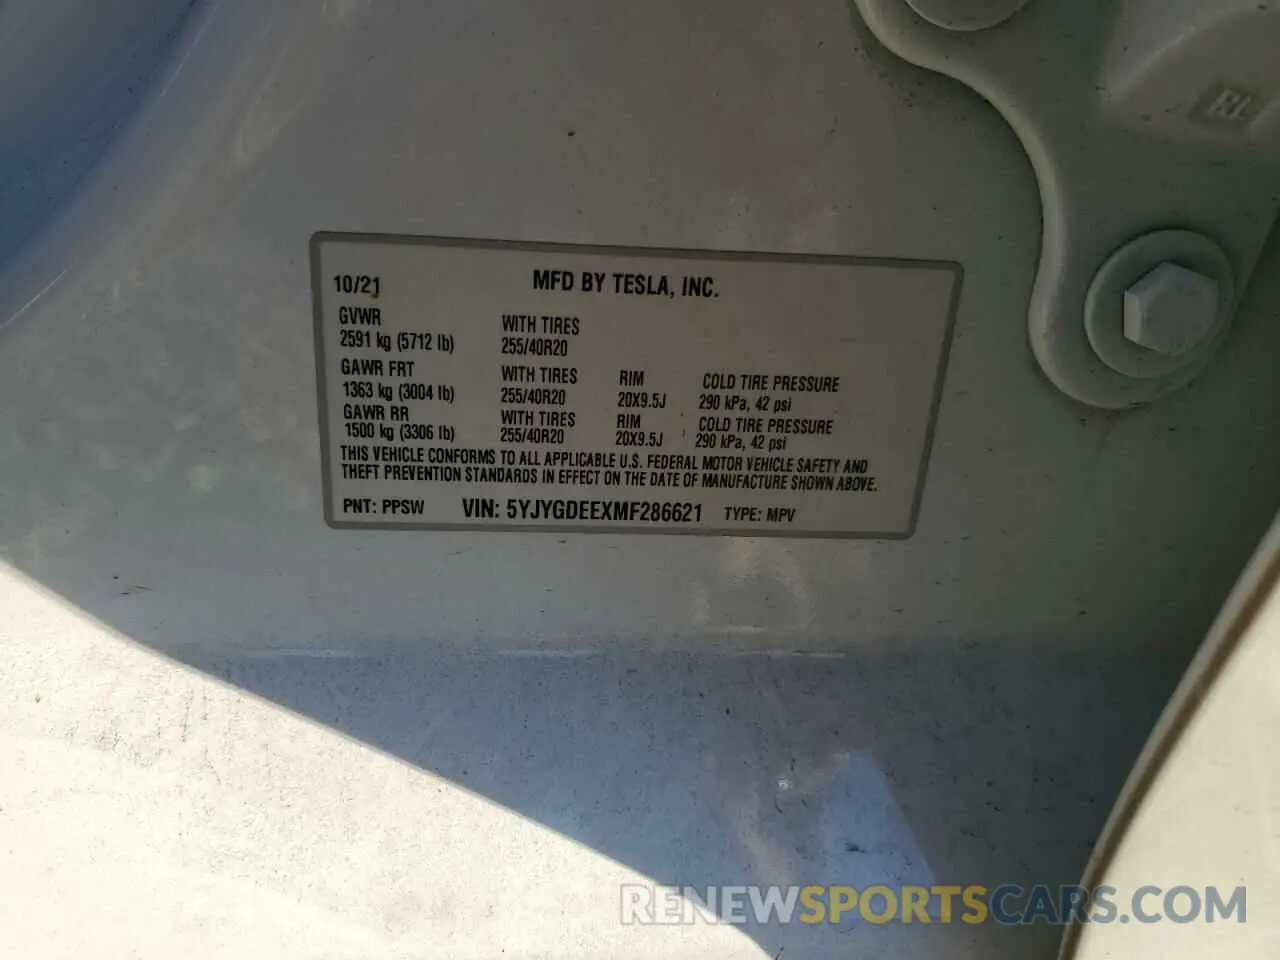 RL
10/21 MFD BY TESLA, INC.
GVWR WITH TIRES
2591 kg (5712 lb) 255/40R20
GAWR FRT WITH TIRES RIM COLD TIRE PRESSURE
1363 kg (3004 lb) 255/40R20 20X9.5J 290 kPa, 42 psi
GAWR RR WITH TIRES RIM COLD TIRE PRESSURE
1500 kg (3306 lb) 255/40R20 20X9.5J 290 kPa, 42 psi
THIS VEHICLE CONFORMS TO ALL APPLICABLE U.S. FEDERAL MOTOR VEHICLE SAFETY AND
THEFT PREVENTION STANDARDS IN EFFECT ON THE DATE OF MANUFACTURE SHOWN ABOVE.
PNT: PPSW VIN: 5YJYGDEEXMF286621 TYPE: MPV
RENEWSPORTSCARS.COM